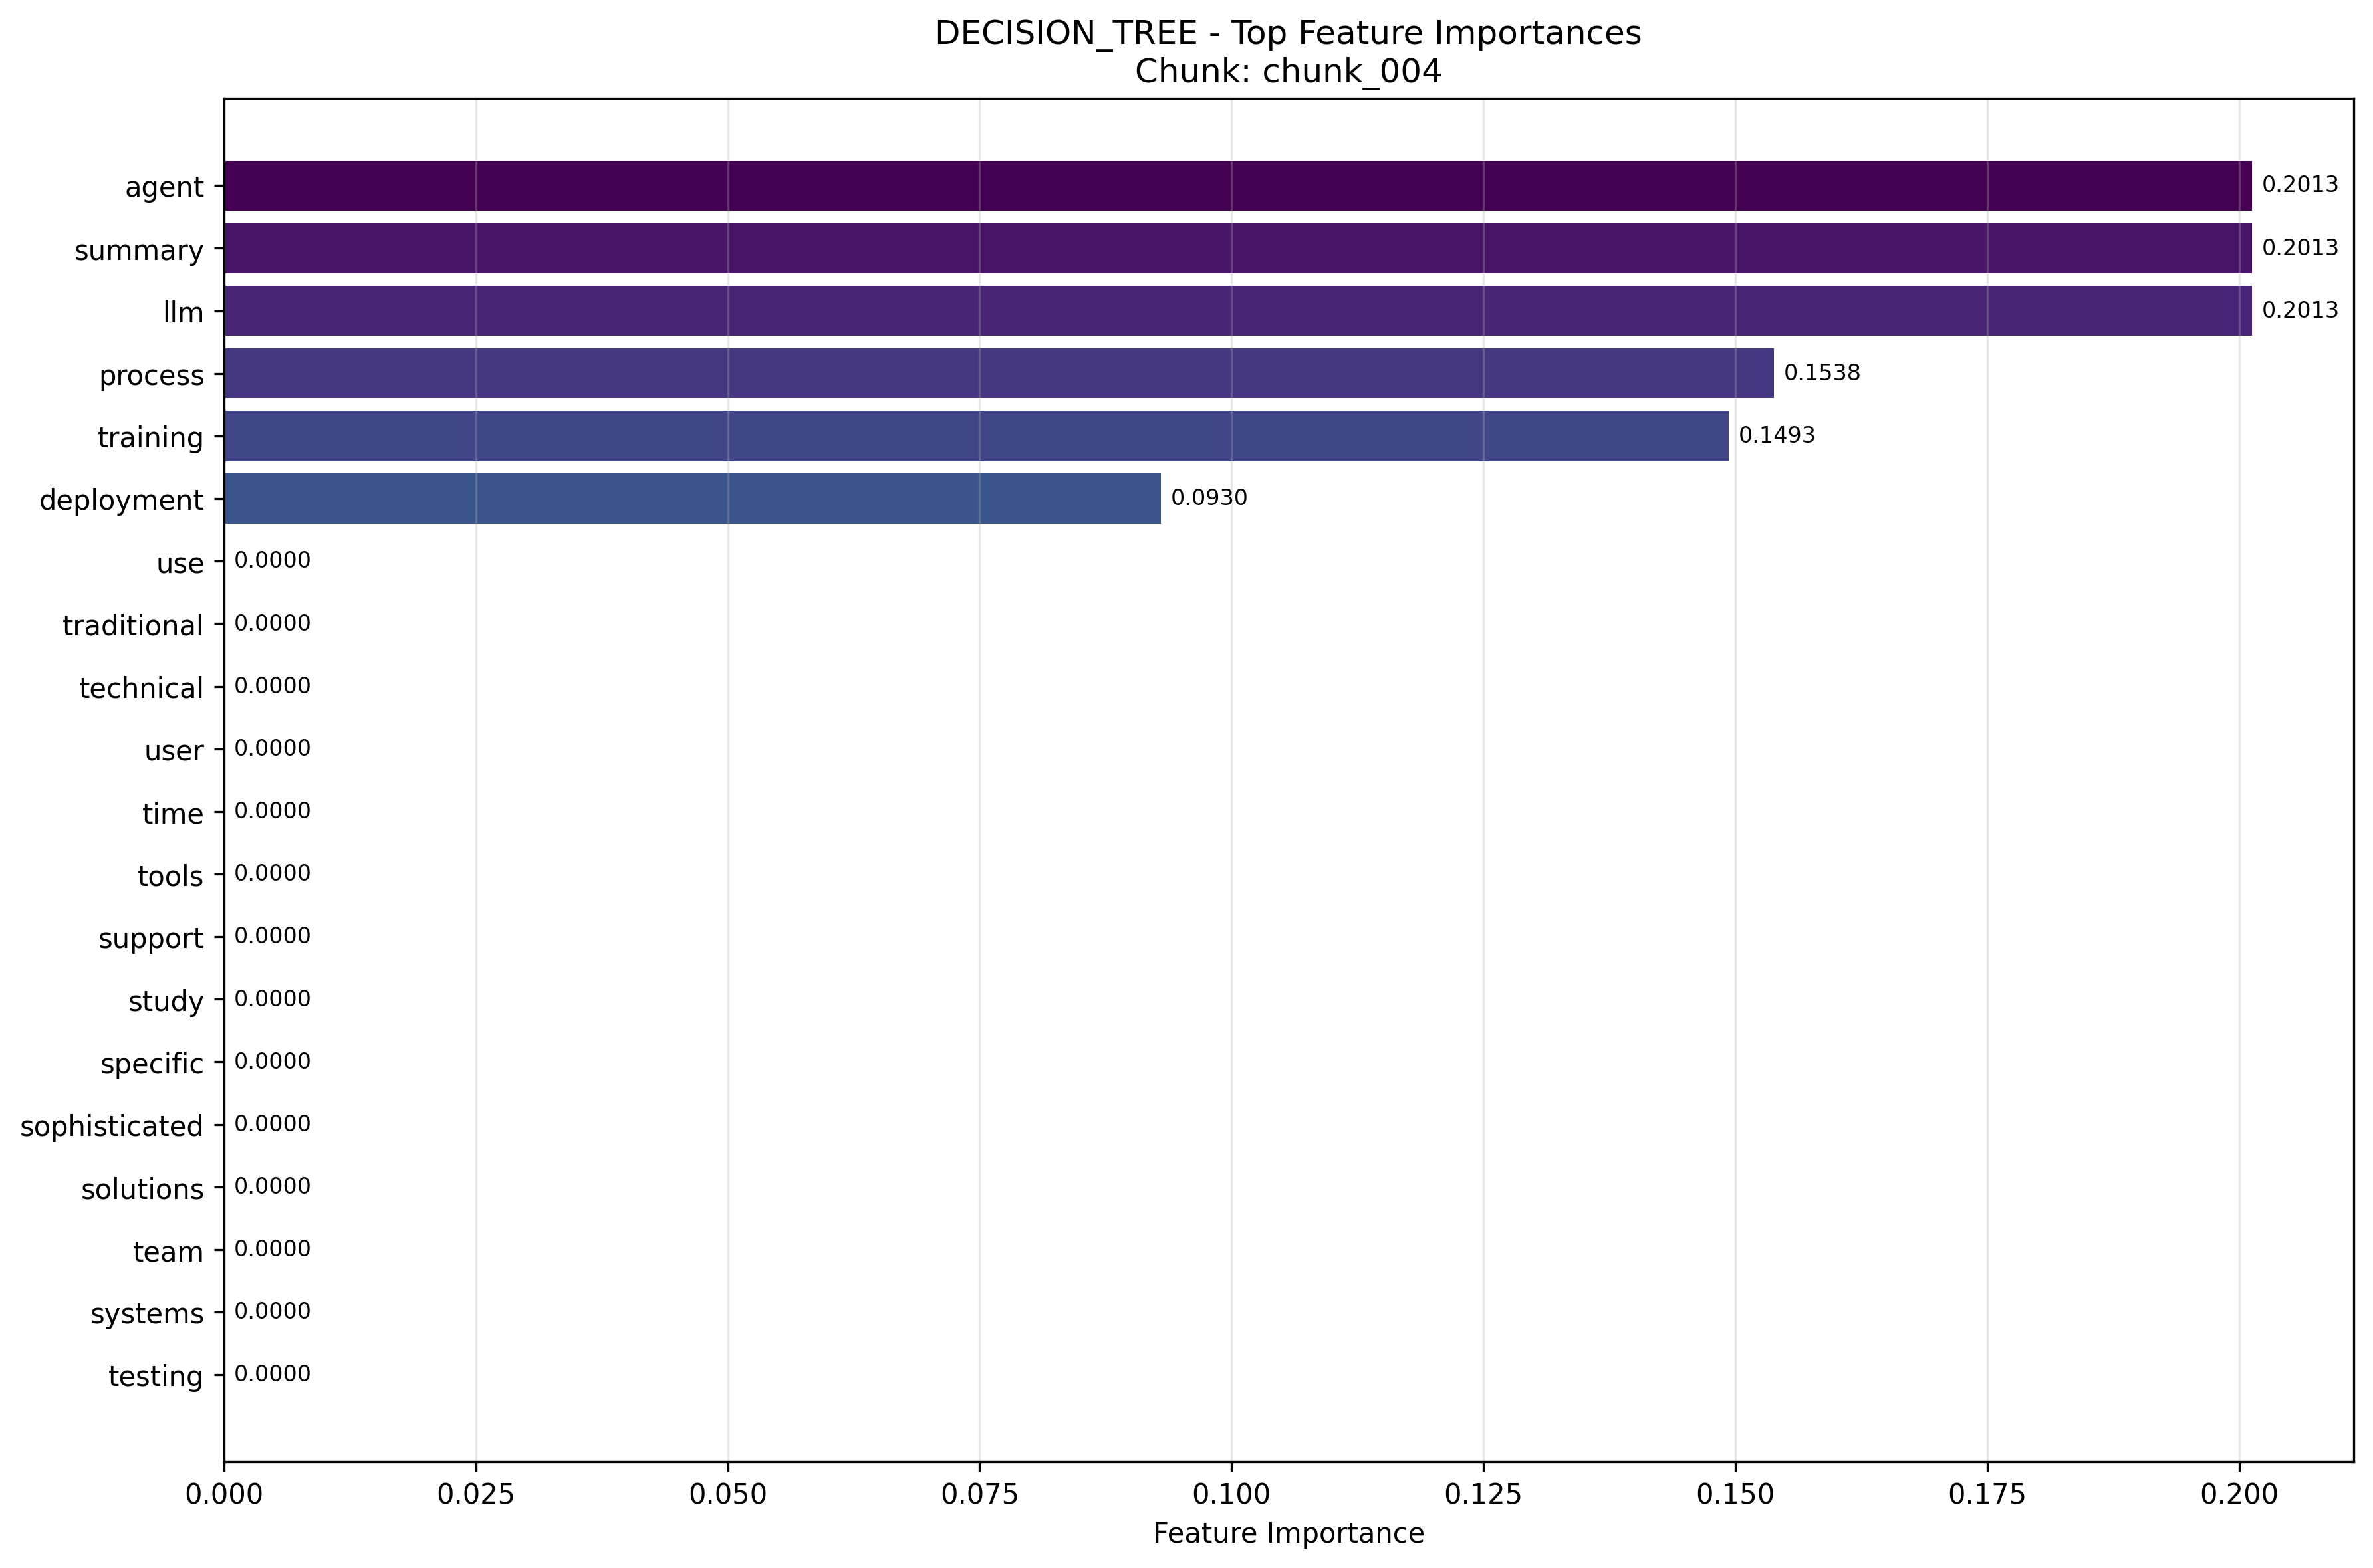 DECISION_TREE - Top Feature Importances
Chunk: chunk_004
agent 0.2013
summary 0.2013
llm 0.2013
process 0.1538
training 0.1493
deployment 0.0930
use 0.0000
traditional 0.0000
technical 0.0000
user 0.0000
time 0.0000
tools 0.0000
support 0.0000
study 0.0000
specific 0.0000
sophisticated 0.0000
solutions 0.0000
team 0.0000
systems 0.0000
testing 0.0000
0.000 0.025 0.050 0.075 0.100 0.125 0.150 0.175 0.200
Feature Importance